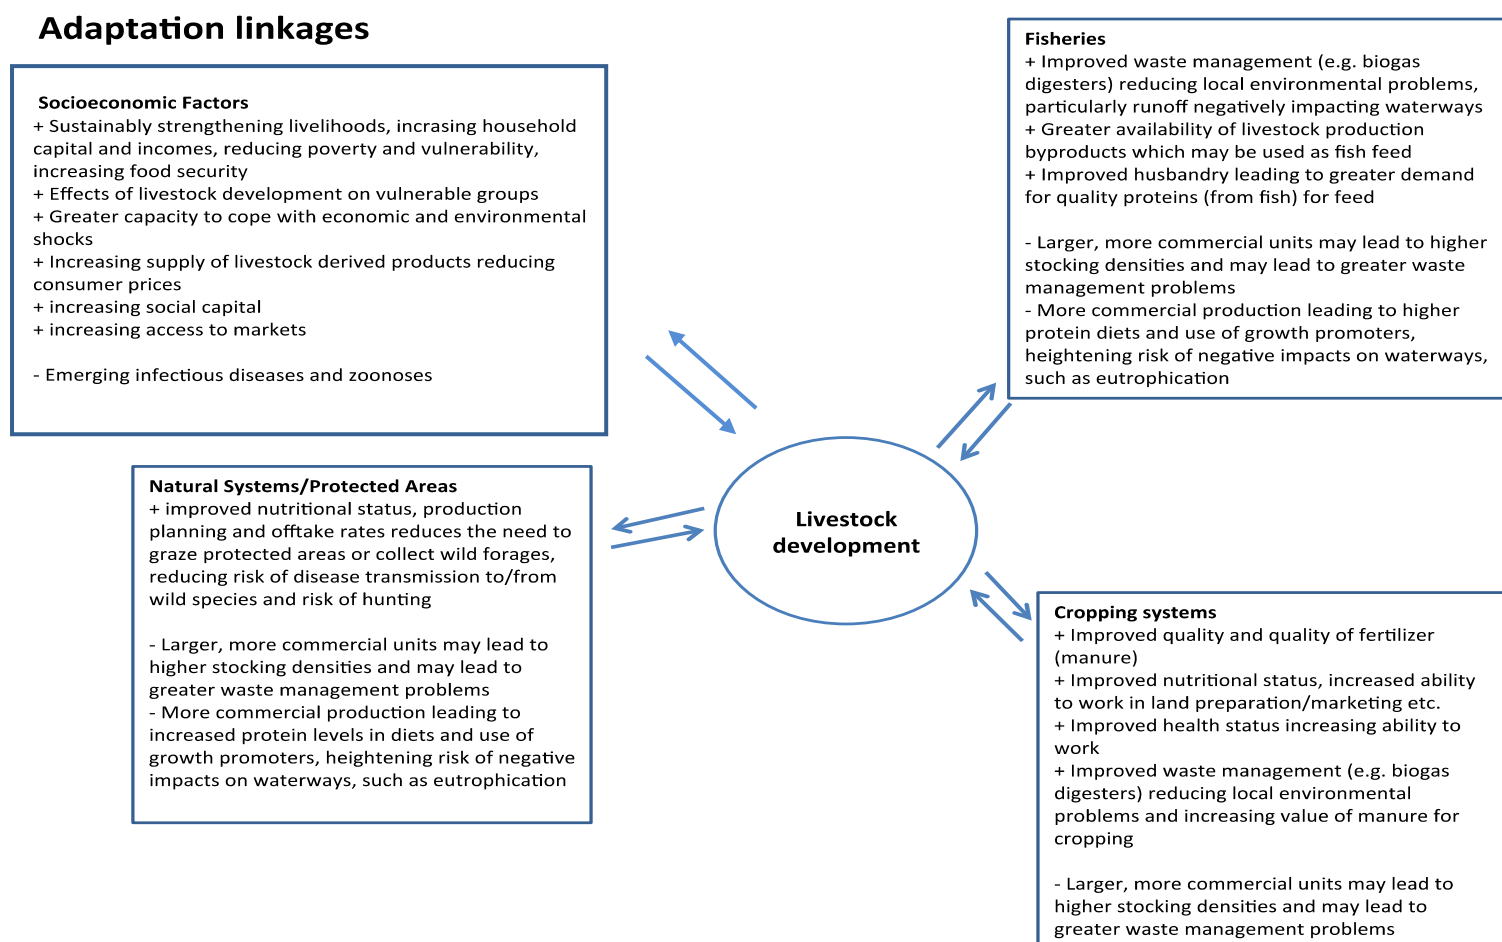 Adaptation linkages
Socioeconomic Factors
+ Sustainably strengthening livelihoods, incrasing household
capital and incomes, reducing poverty and vulnerability,
increasing food security
+ Effects of livestock development on vulnerable groups
+ Greater capacity to cope with economic and environmental
shocks
+ Increasing supply of livestock derived products reducing
consumer prices
+ increasing social capital
+ increasing access to markets
- Emerging infectious diseases and zoonoses
Fisheries
+ Improved waste management (e.g. biogas
digesters) reducing local environmental problems,
particularly runoff negatively impacting waterways
+ Greater availability of livestock production
byproducts which may be used as fish feed
+ Improved husbandry leading to greater demand
for quality proteins (from fish) for feed
- Larger, more commercial units may lead to higher
stocking densities and may lead to greater waste
management problems
- More commercial production leading to higher
protein diets and use of growth promoters,
heightening risk of negative impacts on waterways,
such as eutrophication
Natural Systems/Protected Areas
+ improved nutritional status, production
planning and offtake rates reduces the need to
graze protected areas or collect wild forages,
reducing risk of disease transmission to/from
wild species and risk of hunting
- Larger, more commercial units may lead to
higher stocking densities and may lead to
greater waste management problems
- More commercial production leading to
increased protein levels in diets and use of
growth promoters, heightening risk of negative
impacts on waterways, such as eutrophication
Livestock
development
Cropping systems
+ Improved quality and quality of fertilizer
(manure)
+ Improved nutritional status, increased ability
to work in land preparation/marketing etc.
+ Improved health status increasing ability to
work
+ Improved waste management (e.g. biogas
digesters) reducing local environmental
problems and increasing value of manure for
cropping
- Larger, more commercial units may lead to
higher stocking densities and may lead to
greater waste management problems